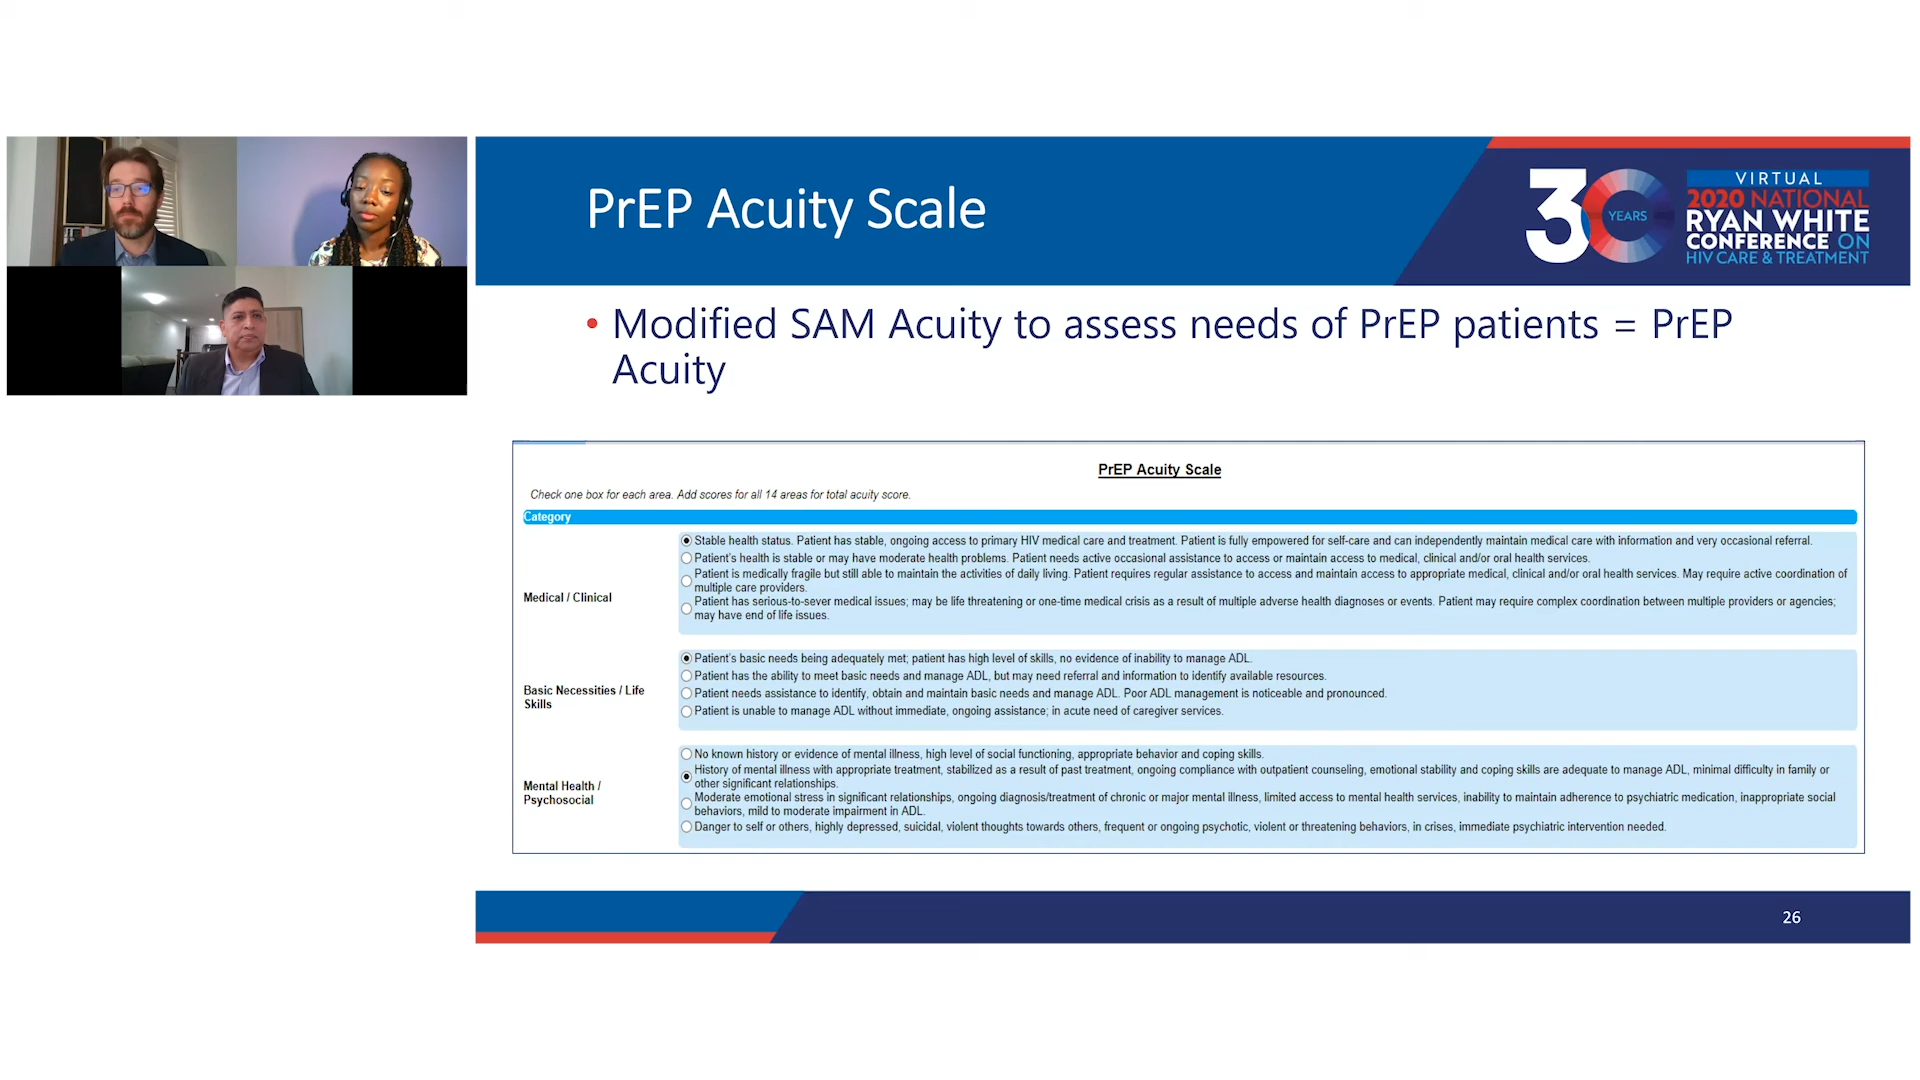 PrEP Acuity Scale
30 YEARS
VIRTUAL
2020 NATIONAL
RYAN WHITE
CONFERENCE ON
HIV CARE & TREATMENT
• Modified SAM Acuity to assess needs of PrEP patients = PrEP
Acuity
PrEP Acuity Scale
Check one box for each area. Add scores for all 14 areas for total acuity score.
Category
Medical / Clinical
Stable health status. Patient has stable, ongoing access to primary HIV medical care and treatment. Patient is fully empowered for self-care and can independently maintain medical care with information and very occasional referral.
Patient's health is stable or may have moderate health problems. Patient needs active occasional assistance to access or maintain access to medical, clinical and/or oral health services.
Patient is medically fragile but still able to maintain the activities of daily living. Patient requires regular assistance to access and maintain access to appropriate medical, clinical and/or oral health services. May require active coordination of
multiple care providers.
Patient has serious-to-sever medical issues; may be life threatening or one-time medical crisis as a result of multiple adverse health diagnoses or events. Patient may require complex coordination between multiple providers or agencies;
may have end of life issues.
Basic Necessities / Life
Skills
Patient's basic needs being adequately met; patient has high level of skills, no evidence of inability to manage ADL.
Patient has the ability to meet basic needs and manage ADL, but may need referral and information to identify available resources.
Patient needs assistance to identify, obtain and maintain basic needs and manage ADL. Poor ADL management is noticeable and pronounced.
Patient is unable to manage ADL without immediate, ongoing assistance; in acute need of caregiver services.
Mental Health /
Psychosocial
No known history or evidence of mental illness, high level of social functioning, appropriate behavior and coping skills.
History of mental illness with appropriate treatment, stabilized as a result of past treatment, ongoing compliance with outpatient counseling, emotional stability and coping skills are adequate to manage ADL, minimal difficulty in family or
other significant relationships.
Moderate emotional stress in significant relationships, ongoing diagnosis/treatment of chronic or major mental illness, limited access to mental health services, inability to maintain adherence to psychiatric medication, inappropriate social
behaviors, mild to moderate impairment in ADL.
Danger to self or others, highly depressed, suicidal, violent thoughts towards others, frequent or ongoing psychotic, violent or threatening behaviors, in crises, immediate psychiatric intervention needed.
26